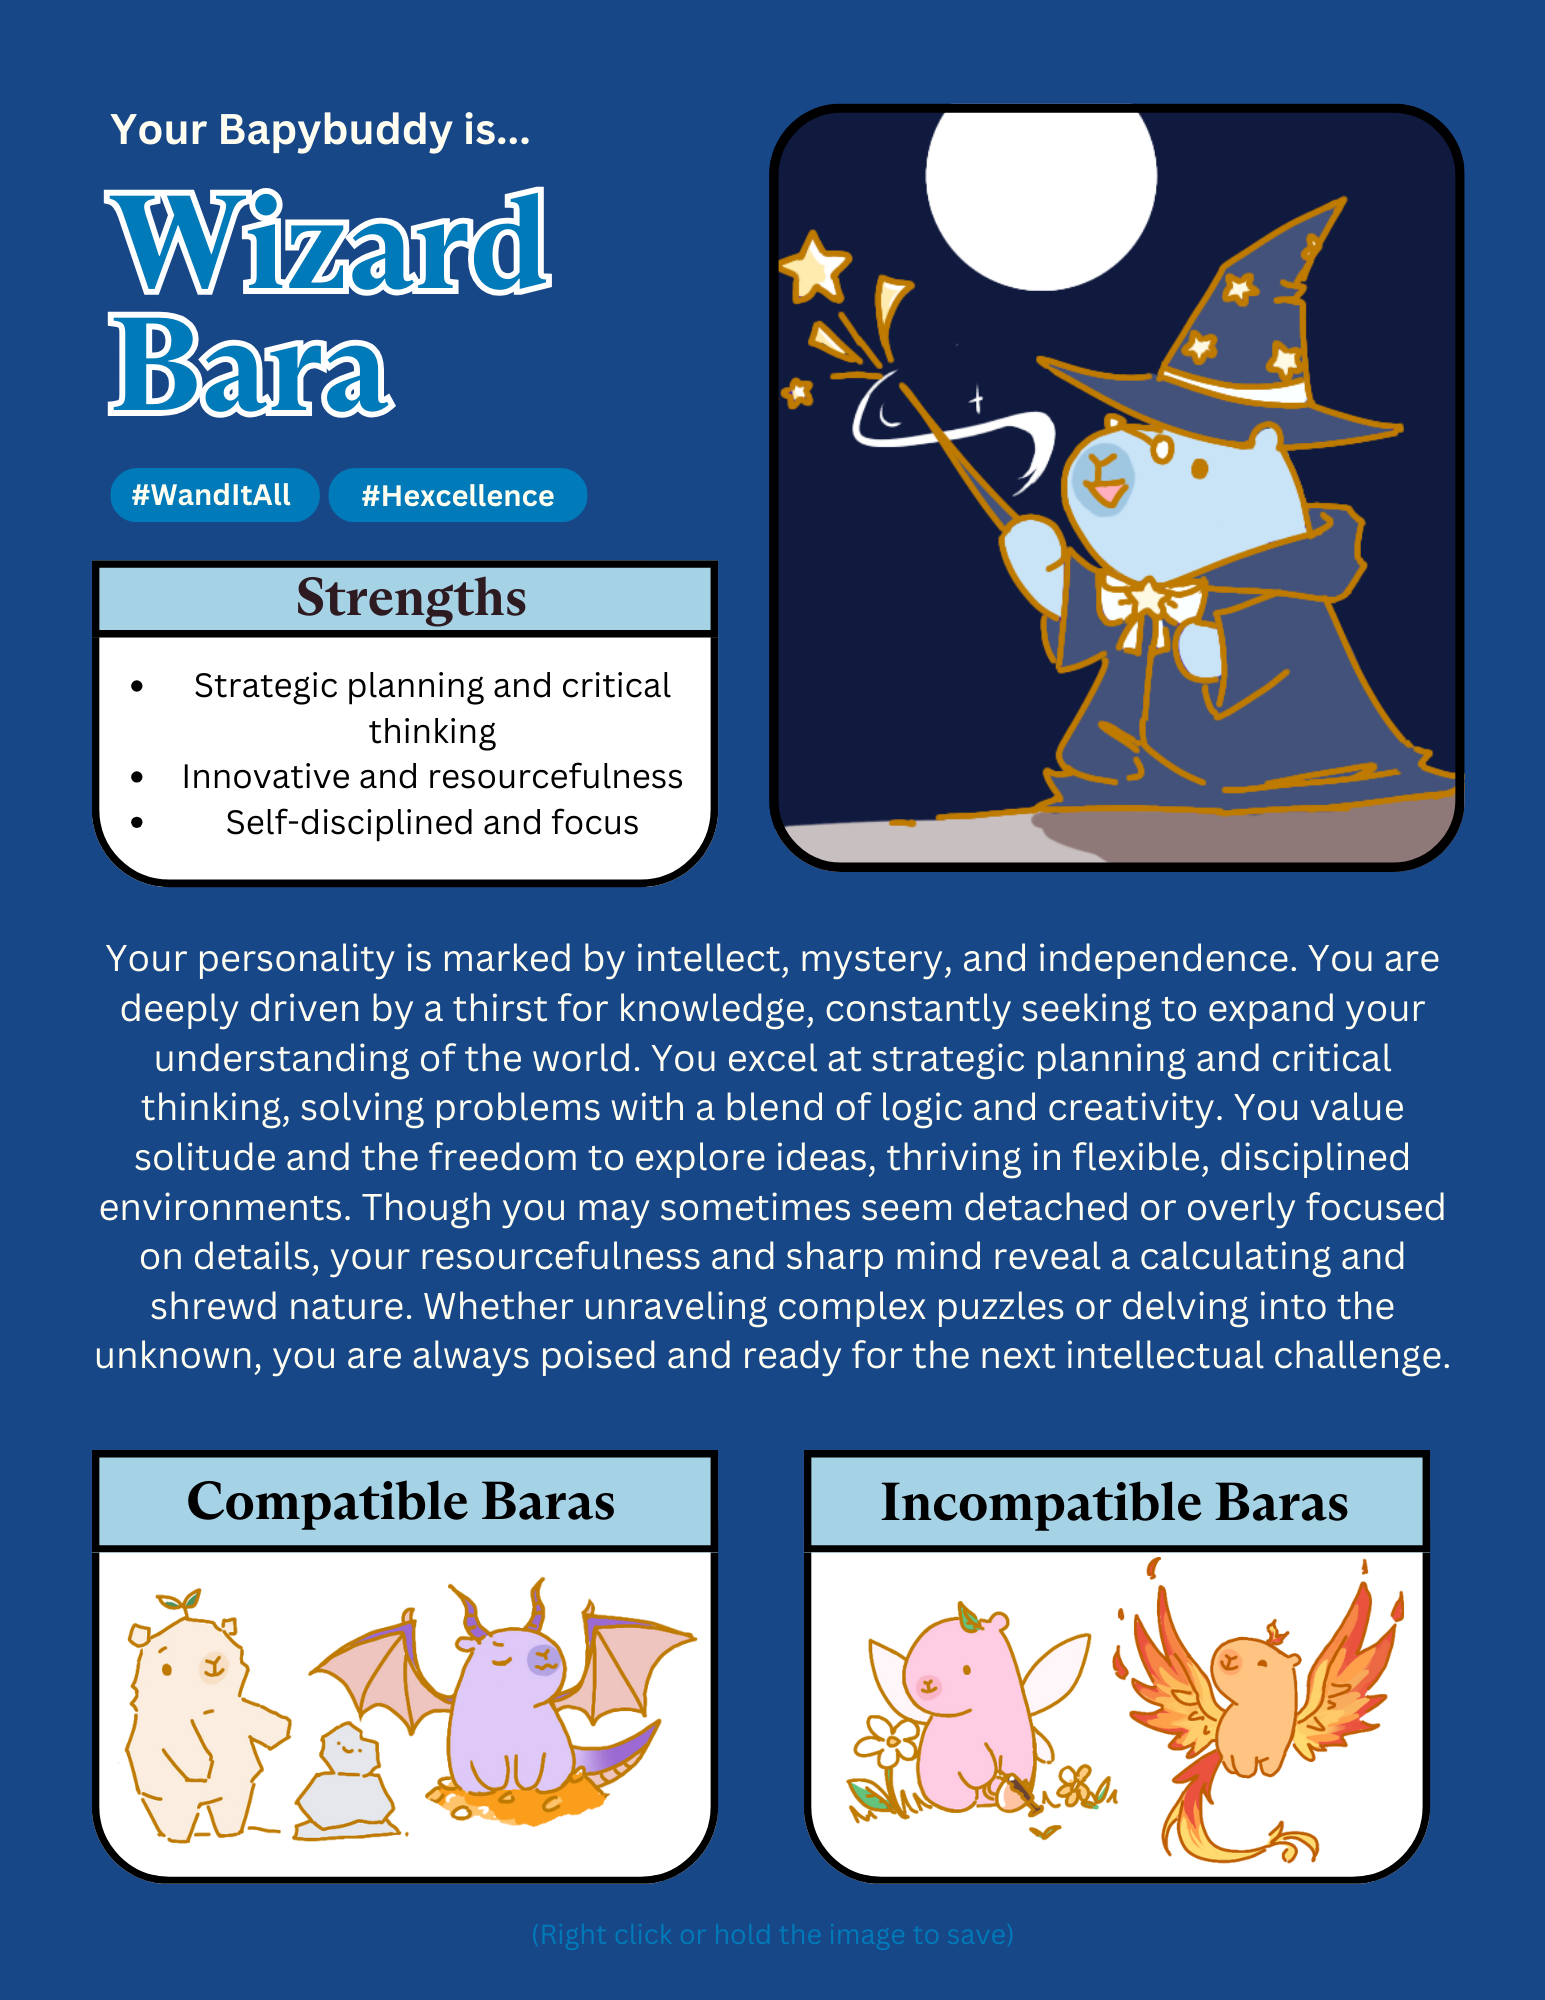 Your Bapybuddy is...
Wizard
Bara
#WandItAll
#Hexcellence
Strengths
• Strategic planning and critical
thinking
• Innovative and resourcefulness
• Self-disciplined and focus
Your personality is marked by intellect, mystery, and independence. You are
deeply driven by a thirst for knowledge, constantly seeking to expand your
understanding of the world. You excel at strategic planning and critical
thinking, solving problems with a blend of logic and creativity. You value
solitude and the freedom to explore ideas, thriving in flexible, disciplined
environments. Though you may sometimes seem detached or overly focused
on details, your resourcefulness and sharp mind reveal a calculating and
shrewd nature. Whether unraveling complex puzzles or delving into the
unknown, you are always poised and ready for the next intellectual challenge.
Compatible Baras
Incompatible Baras
(Right click or hold the image to save)